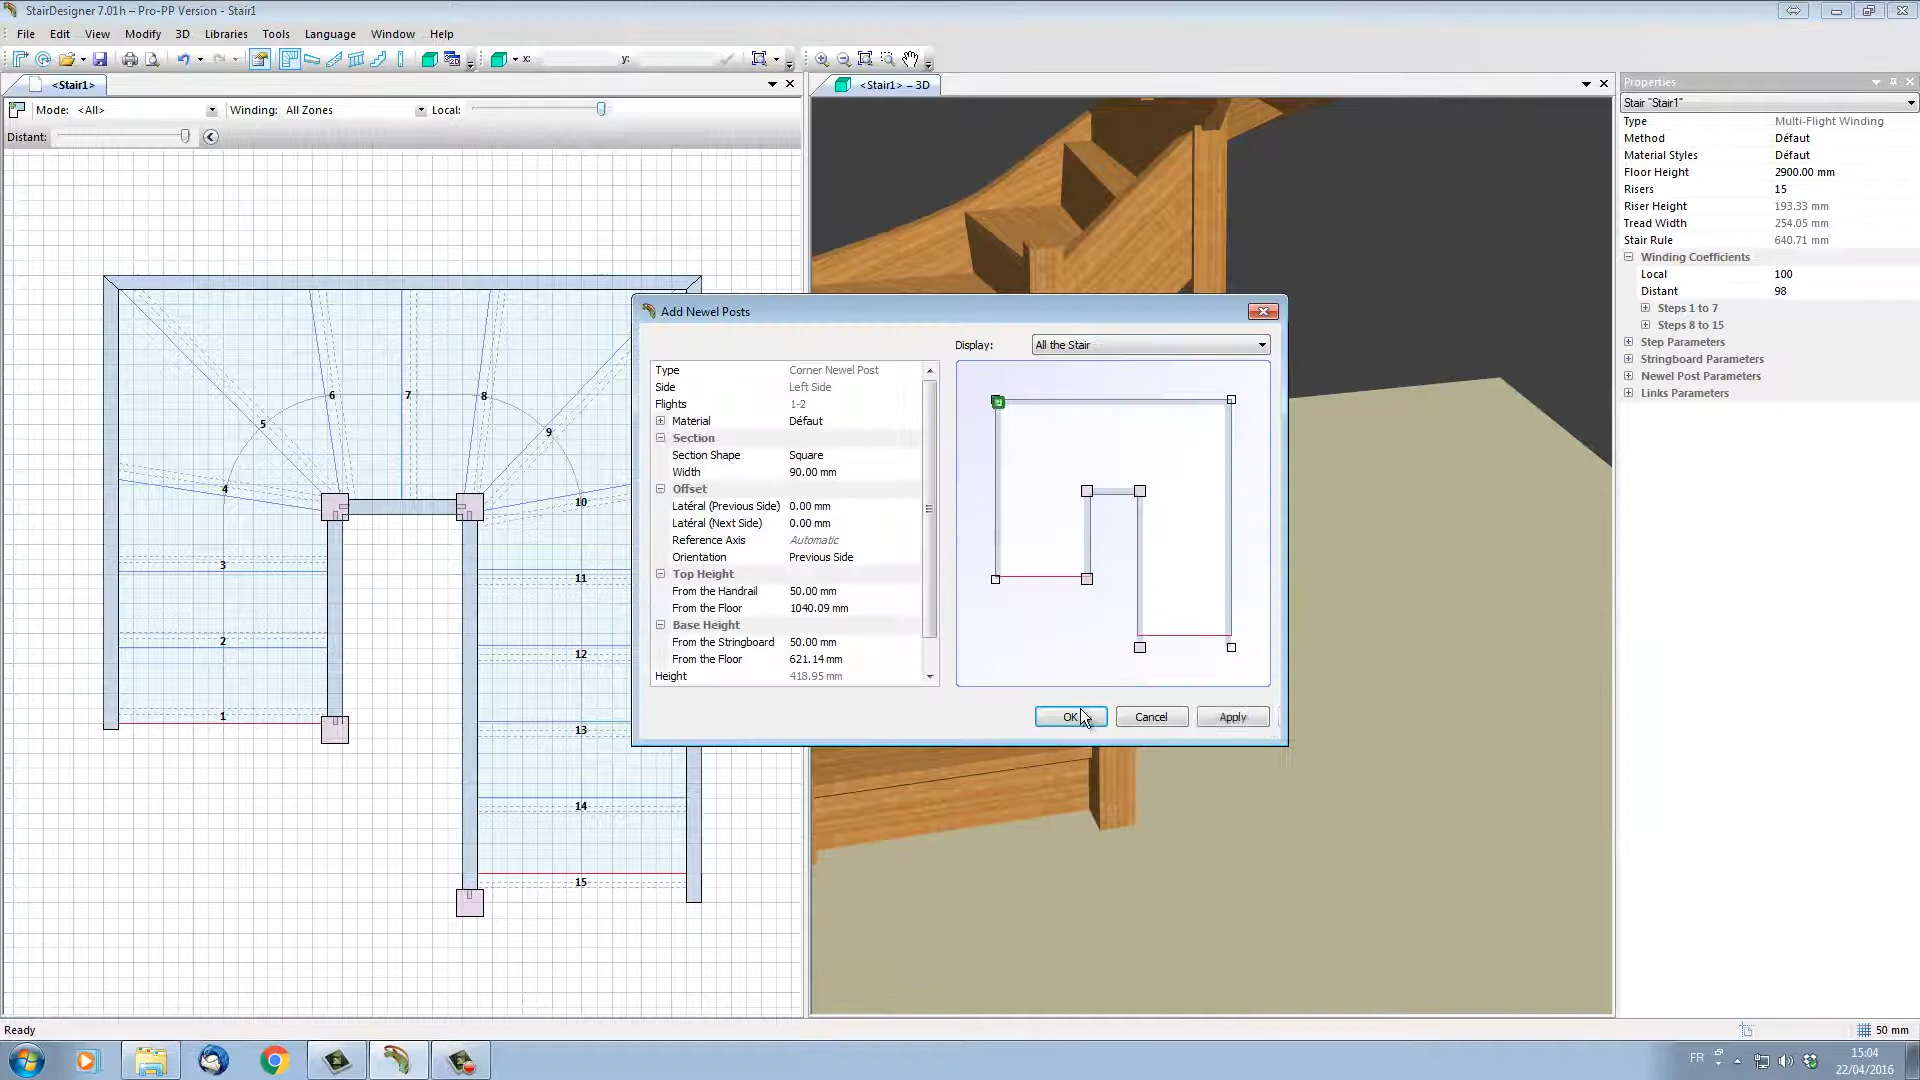 StairDesigner 7.01h – Pro-PP Version - Stair1
File Edit View Modify 3D Libraries Tools Language Window Help
x: y:
<Stair1>
<Stair1> – 3D
Mode: <All> Winding: All Zones Local:
Distant:
5
6
7
8
9
4
10
3
11
2
12
1
13
14
15
Add Newel Posts
Display: All the Stair
Type Corner Newel Post
Side Left Side
Flights 1-2
Material Défaut
Section
Section Shape Square
Width 90.00 mm
Offset
Latéral (Previous Side) 0.00 mm
Latéral (Next Side) 0.00 mm
Reference Axis Automatic
Orientation Previous Side
Top Height
From the Handrail 50.00 mm
From the Floor 1040.09 mm
Base Height
From the Stringboard 50.00 mm
From the Floor 621.14 mm
Height 418.95 mm
OK Cancel Apply
Properties
Stair "Stair1"
Type Multi-Flight Winding
Method Défaut
Material Styles Défaut
Floor Height 2900.00 mm
Risers 15
Riser Height 193.33 mm
Tread Width 254.05 mm
Stair Rule 640.71 mm
Winding Coefficients
Local 100
Distant 98
Steps 1 to 7
Steps 8 to 15
Step Parameters
Stringboard Parameters
Newel Post Parameters
Links Parameters
Ready
50 mm
FR
15:04
22/04/2016